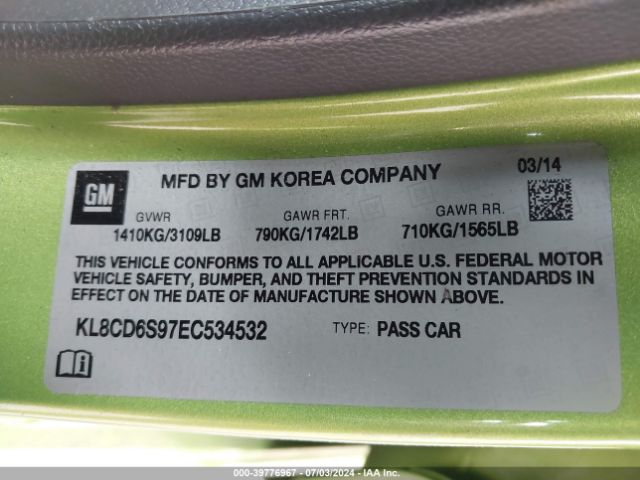 GM
MFD BY GM KOREA COMPANY
03/14
GVWR GAWR FRT. GAWR RR.
1410KG/3109LB 790KG/1742LB 710KG/1565LB
THIS VEHICLE CONFORMS TO ALL APPLICABLE U.S. FEDERAL MOTOR
VEHICLE SAFETY, BUMPER, AND THEFT PREVENTION STANDARDS IN
EFFECT ON THE DATE OF MANUFACTURE SHOWN ABOVE.
KL8CD6S97EC534532 TYPE: PASS CAR
000-39776967 - 07/03/2024 - IAAI.COM